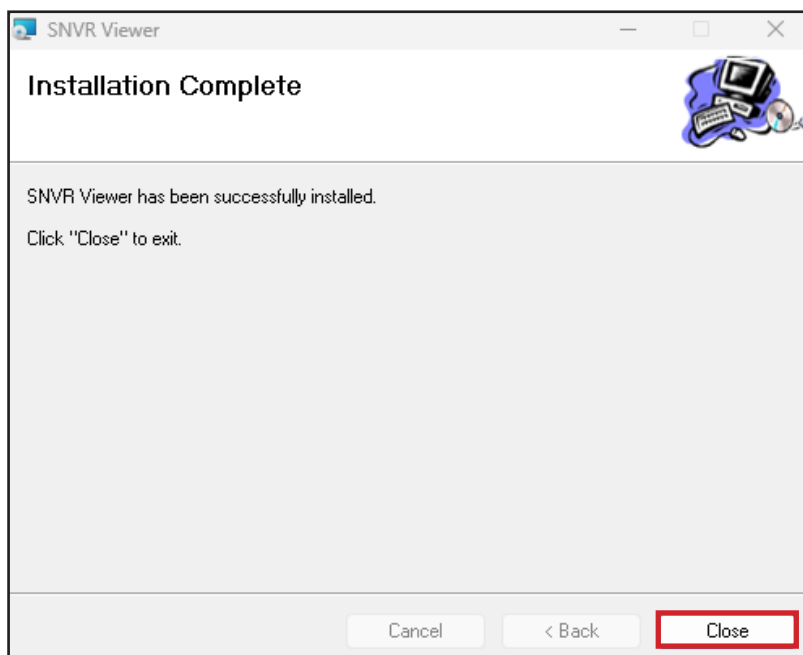 SNVR Viewer
Installation Complete
SNVR Viewer has been successfully installed.
Click "Close" to exit.
Cancel
< Back
Close